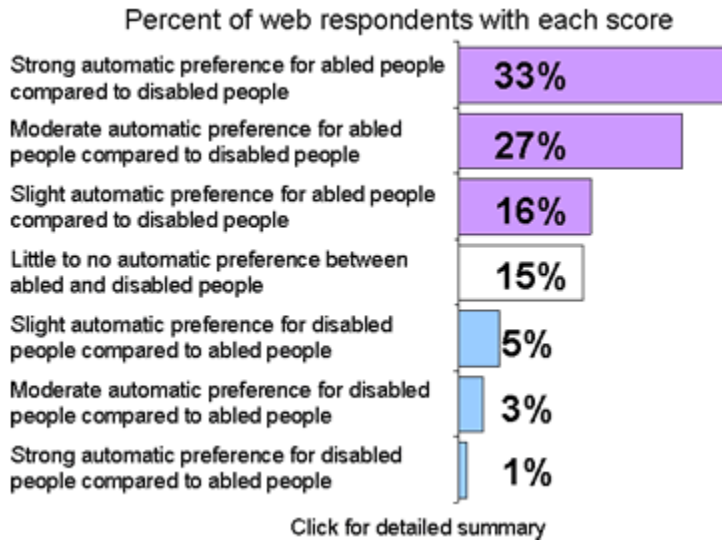 Percent of web respondents with each score
Strong automatic preference for abled people
compared to disabled people
33%
Moderate automatic preference for abled
people compared to disabled people
27%
Slight automatic preference for abled people
compared to disabled people
16%
Little to no automatic preference between
abled and disabled people
15%
Slight automatic preference for disabled
people compared to abled people
5%
Moderate automatic preference for disabled
people compared to abled people
3%
Strong automatic preference for disabled
people compared to abled people
1%
Click for detailed summary